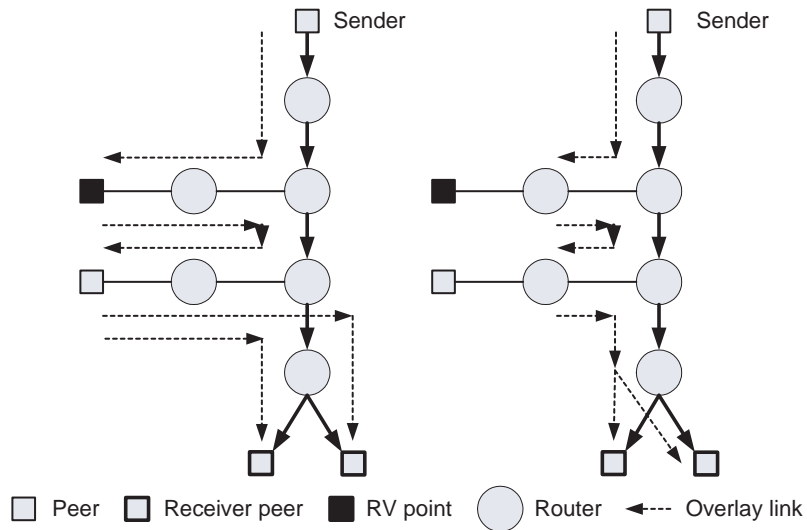 Sender
Sender
Peer
Receiver peer
RV point
Router
Overlay link